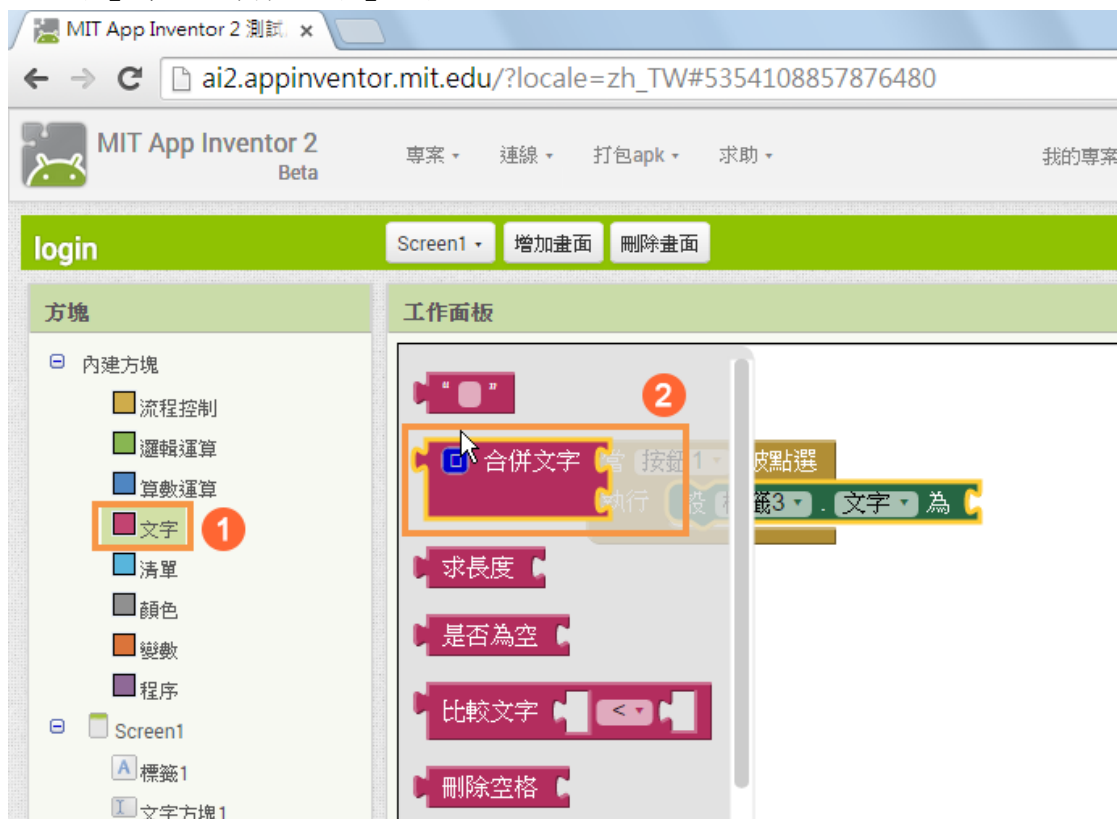 MIT App Inventor 2 測試
ai2.appinventor.mit.edu/?locale=zh_TW#5354108857876480
MIT App Inventor 2
Beta
專案
連線
打包apk
求助
我的專案
login
Screen1
增加畫面
刪除畫面
方塊
工作面板
內建方塊
流程控制
邏輯運算
算數運算
文字
1
清單
顏色
變數
程序
Screen1
A 標籤1
文字方塊1
“ ”
2
合併文字
當 按鈕1 被點選
執行 設 標籤3 . 文字 為
求長度
是否為空
比較文字 <
刪除空格